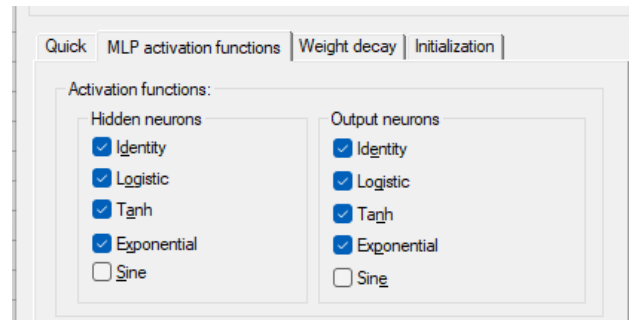 Quick MLP activation functions Weight decay Initialization
Activation functions:
Hidden neurons
Identity
Logistic
Tanh
Exponential
Sine
Output neurons
Identity
Logistic
Tanh
Exponential
Sine